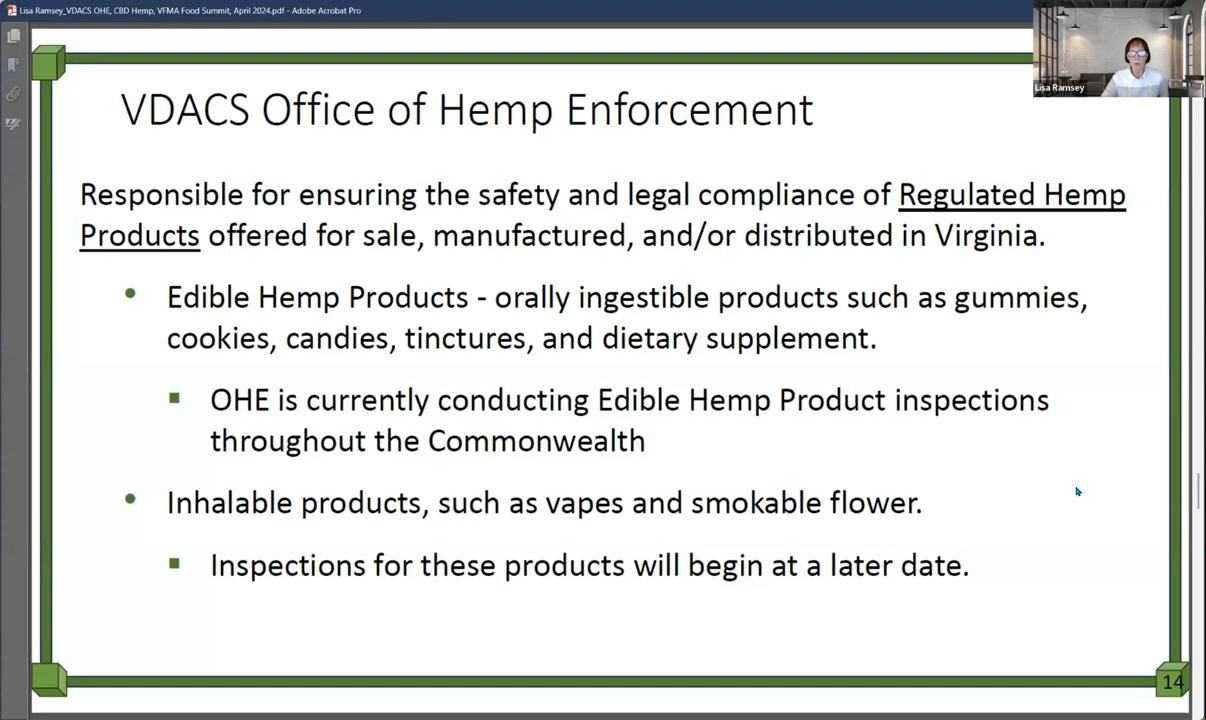 Lisa Ramsey_VDACS OHE, CBD Hemp, VFMA Food Summit, April 2024.pdf - Adobe Acrobat Pro
Lisa Ramsey
VDACS Office of Hemp Enforcement
Responsible for ensuring the safety and legal compliance of Regulated Hemp
Products offered for sale, manufactured, and/or distributed in Virginia.
• Edible Hemp Products - orally ingestible products such as gummies,
cookies, candies, tinctures, and dietary supplement.
▪ OHE is currently conducting Edible Hemp Product inspections
throughout the Commonwealth
• Inhalable products, such as vapes and smokable flower.
▪ Inspections for these products will begin at a later date.
14